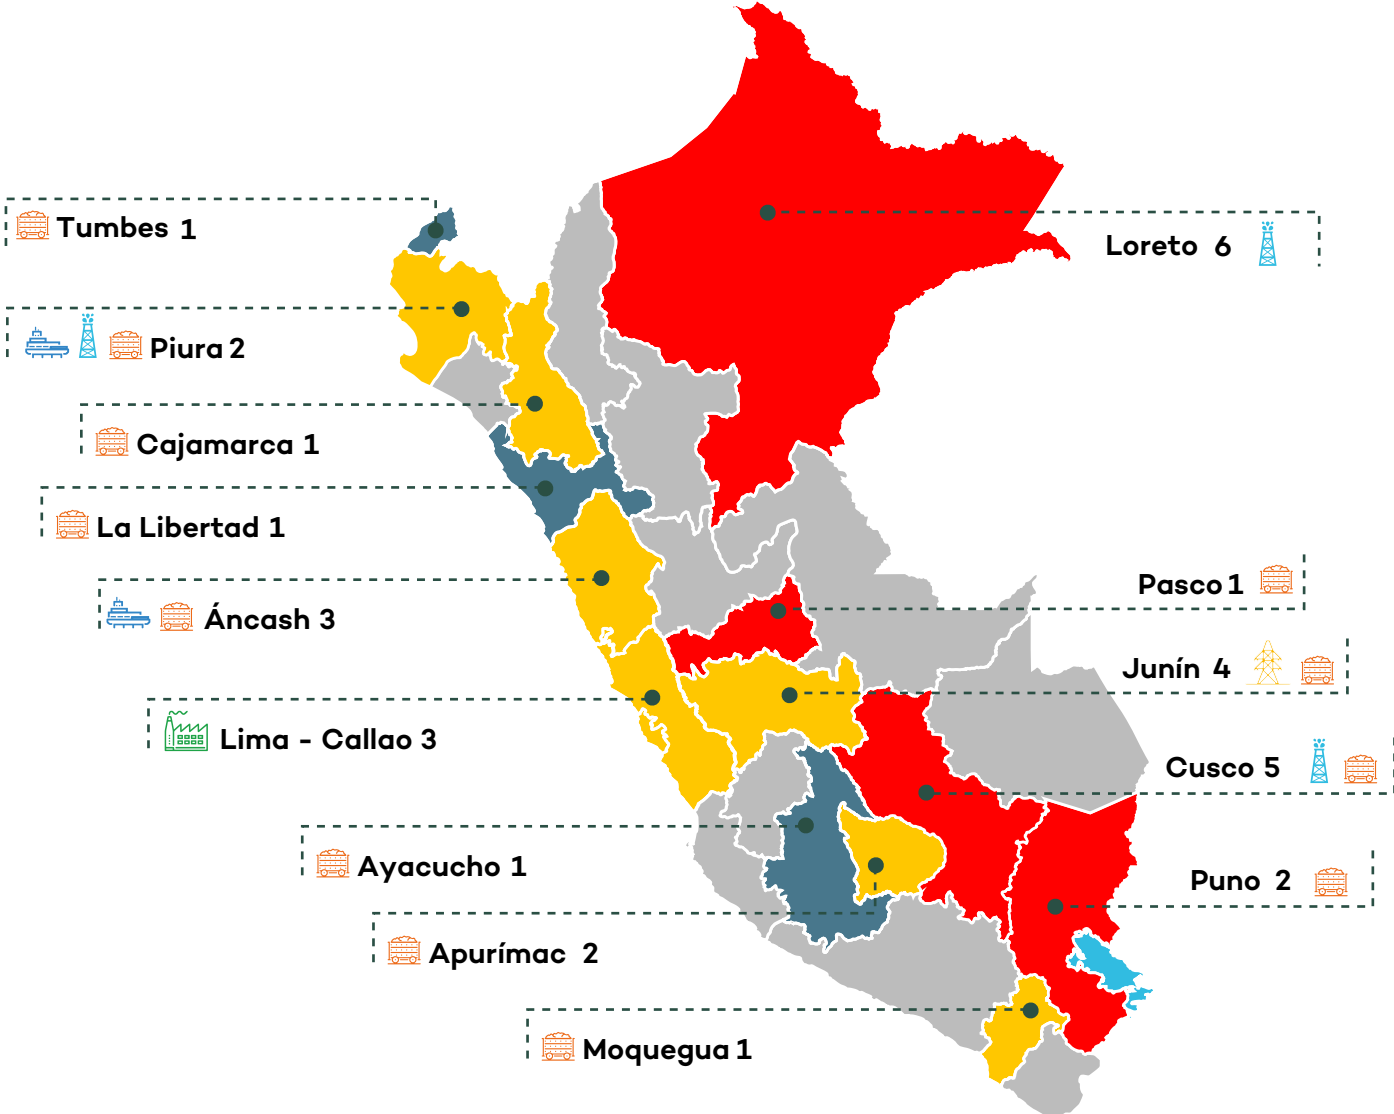 Tumbes 1
Loreto 6
Piura 2
Cajamarca 1
La Libertad 1
Pasco 1
Áncash 3
Junín 4
Lima - Callao 3
Cusco 5
Ayacucho 1
Puno 2
Apurímac 2
Moquegua 1